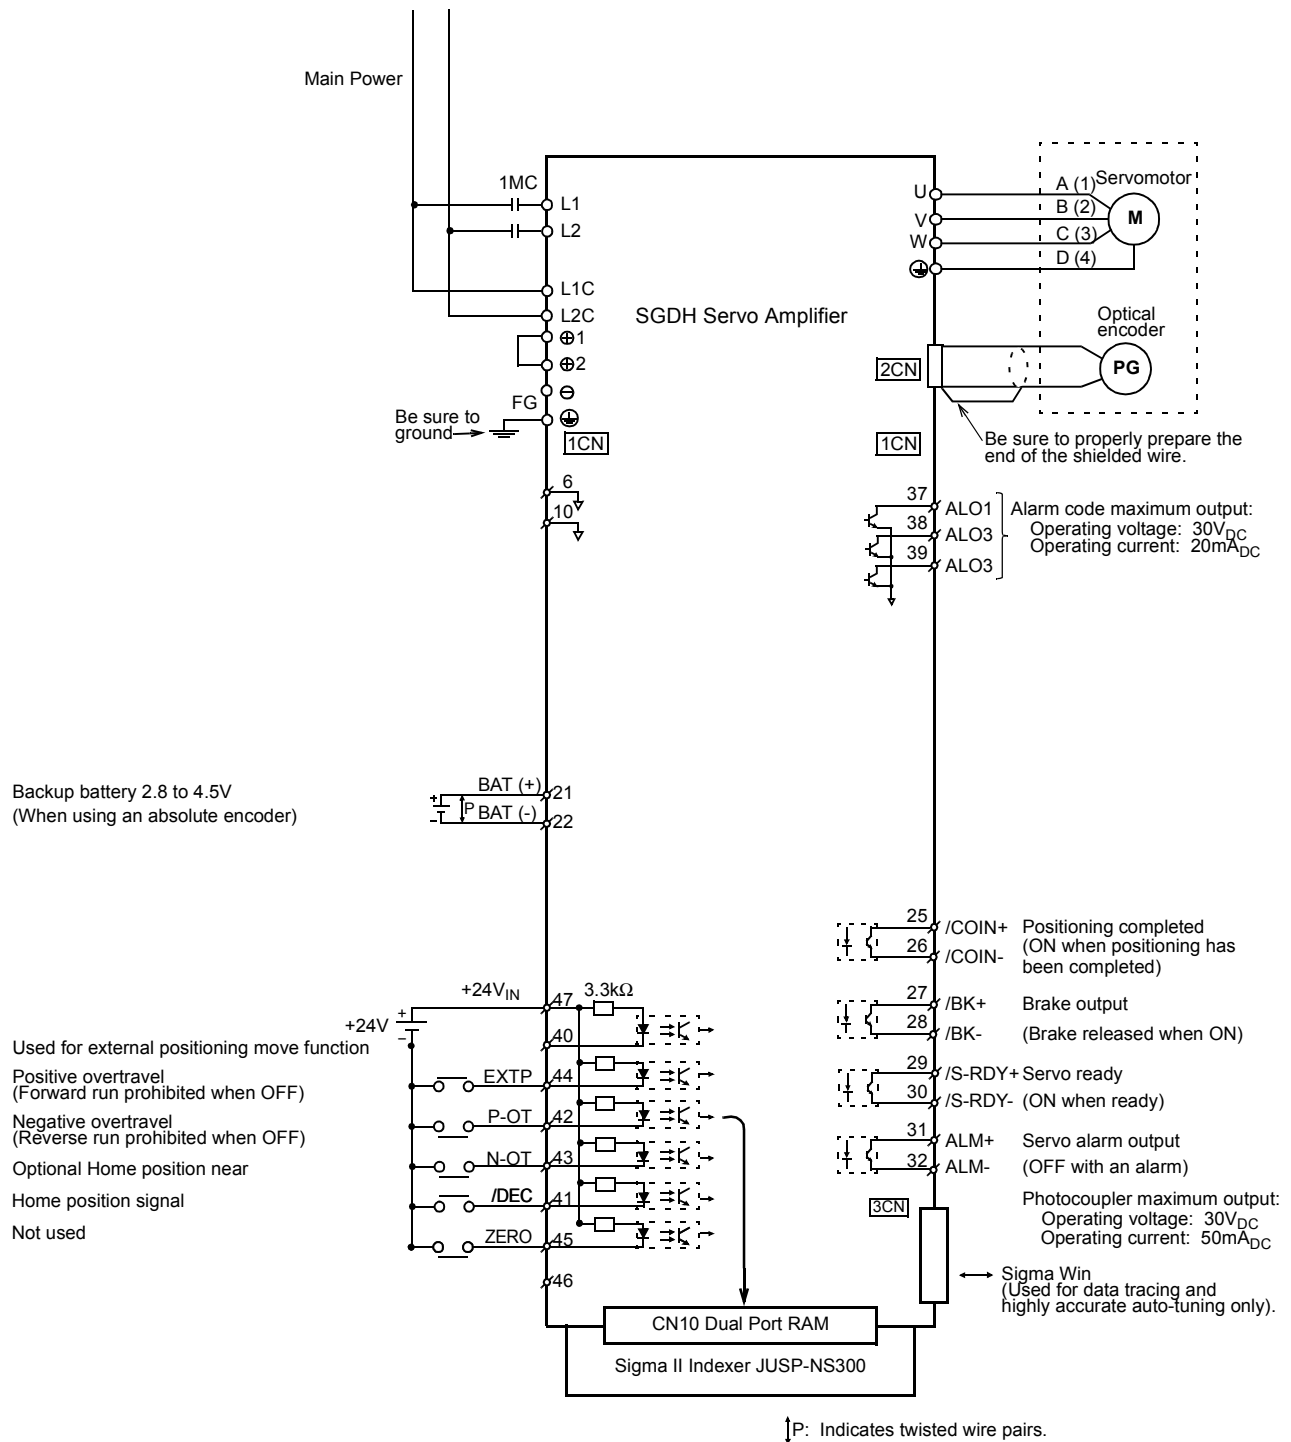 Main Power
1MC
L1
L2
L1C
L2C
⊕1
⊕2
⊖
FG
Be sure to
ground
1CN
6
10
SGDH Servo Amplifier
U
V
W
A (1)
B (2)
C (3)
D (4)
Servomotor
M
Optical
encoder
PG
2CN
1CN
Be sure to properly prepare the
end of the shielded wire.
37
ALO1
38
ALO3
39
ALO3
Alarm code maximum output:
Operating voltage: 30VDC
Operating current: 20mADC
Backup battery 2.8 to 4.5V
(When using an absolute encoder)
+
−
P
BAT (+)
21
BAT (-)
22
25
/COIN+
26
/COIN-
Positioning completed
(ON when positioning has
been completed)
27
/BK+
Brake output
28
/BK-
(Brake released when ON)
29
/S-RDY+
Servo ready
30
/S-RDY-
(ON when ready)
31
ALM+
Servo alarm output
32
ALM-
(OFF with an alarm)
3CN
Photocoupler maximum output:
Operating voltage: 30VDC
Operating current: 50mADC
Sigma Win
(Used for data tracing and
highly accurate auto-tuning only).
+24VIN
47
3.3kΩ
+24V
+
−
40
Used for external positioning move function
Positive overtravel
(Forward run prohibited when OFF)
EXTP
44
Negative overtravel
(Reverse run prohibited when OFF)
P-OT
42
Optional Home position near
N-OT
43
Home position signal
/DEC
41
Not used
ZERO
45
46
CN10 Dual Port RAM
Sigma II Indexer JUSP-NS300
P: Indicates twisted wire pairs.